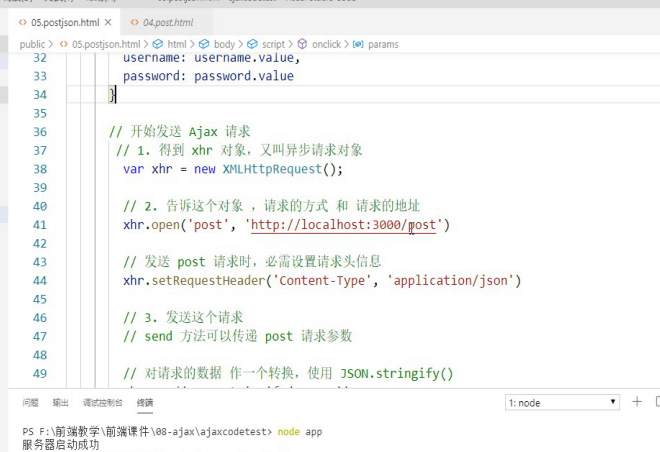 05.postjson.html × 04.post.html
public > 05.postjson.html > html > body > script > onclick > params
32 username: username.value,
33 password: password.value
34 }
35
36 // 开始发送 Ajax 请求
37 // 1. 得到 xhr 对象，又叫异步请求对象
38 var xhr = new XMLHttpRequest();
39
40 // 2. 告诉这个对象 ，请求的方式 和 请求的地址
41 xhr.open('post', 'http://localhost:3000/post')
42
43 // 发送 post 请求时，必需设置请求头信息
44 xhr.setRequestHeader('Content-Type', 'application/json')
45
46 // 3. 发送这个请求
47 // send 方法可以传递 post 请求参数
48
49 // 对请求的数据 作一个转换，使用 JSON.stringify()
问题 输出 调试控制台 终端 1: node
PS F:\前端教学\前端课件\08-ajax\ajaxcodetest> node app
服务器启动成功